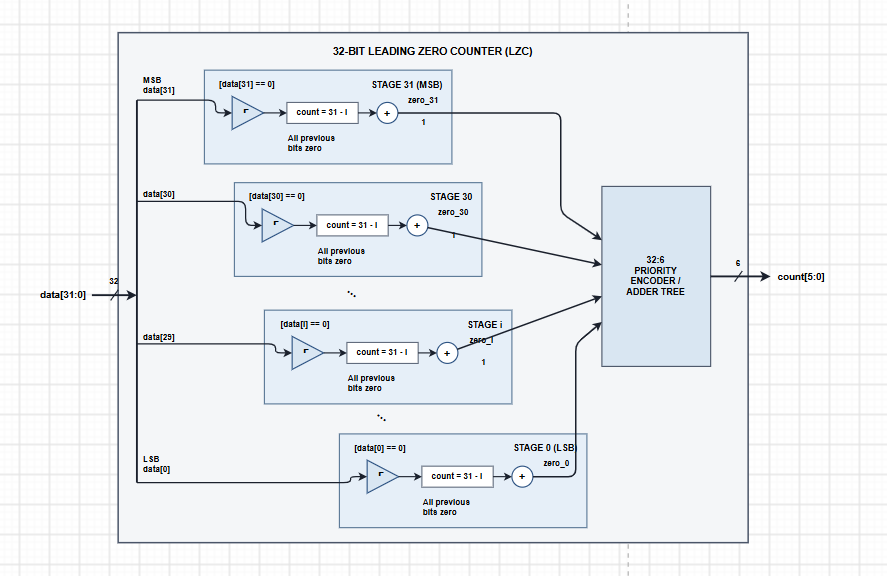 32-BIT LEADING ZERO COUNTER (LZC)
MSB
data[31]
[data[31] == 0]
STAGE 31 (MSB)
count = 31 - I
+
zero_31
1
All previous
bits zero
data[30]
[data[30] == 0]
STAGE 30
count = 31 - I
+
zero_30
1
All previous
bits zero
32:6
PRIORITY
ENCODER /
ADDER TREE
6
count[5:0]
32
data[31:0]
data[29]
[data[I] == 0]
STAGE i
count = 31 - I
+
zero_I
1
All previous
bits zero
LSB
data[0]
[data[0] == 0]
STAGE 0 (LSB)
count = 31 - I
+
zero_0
All previous
bits zero